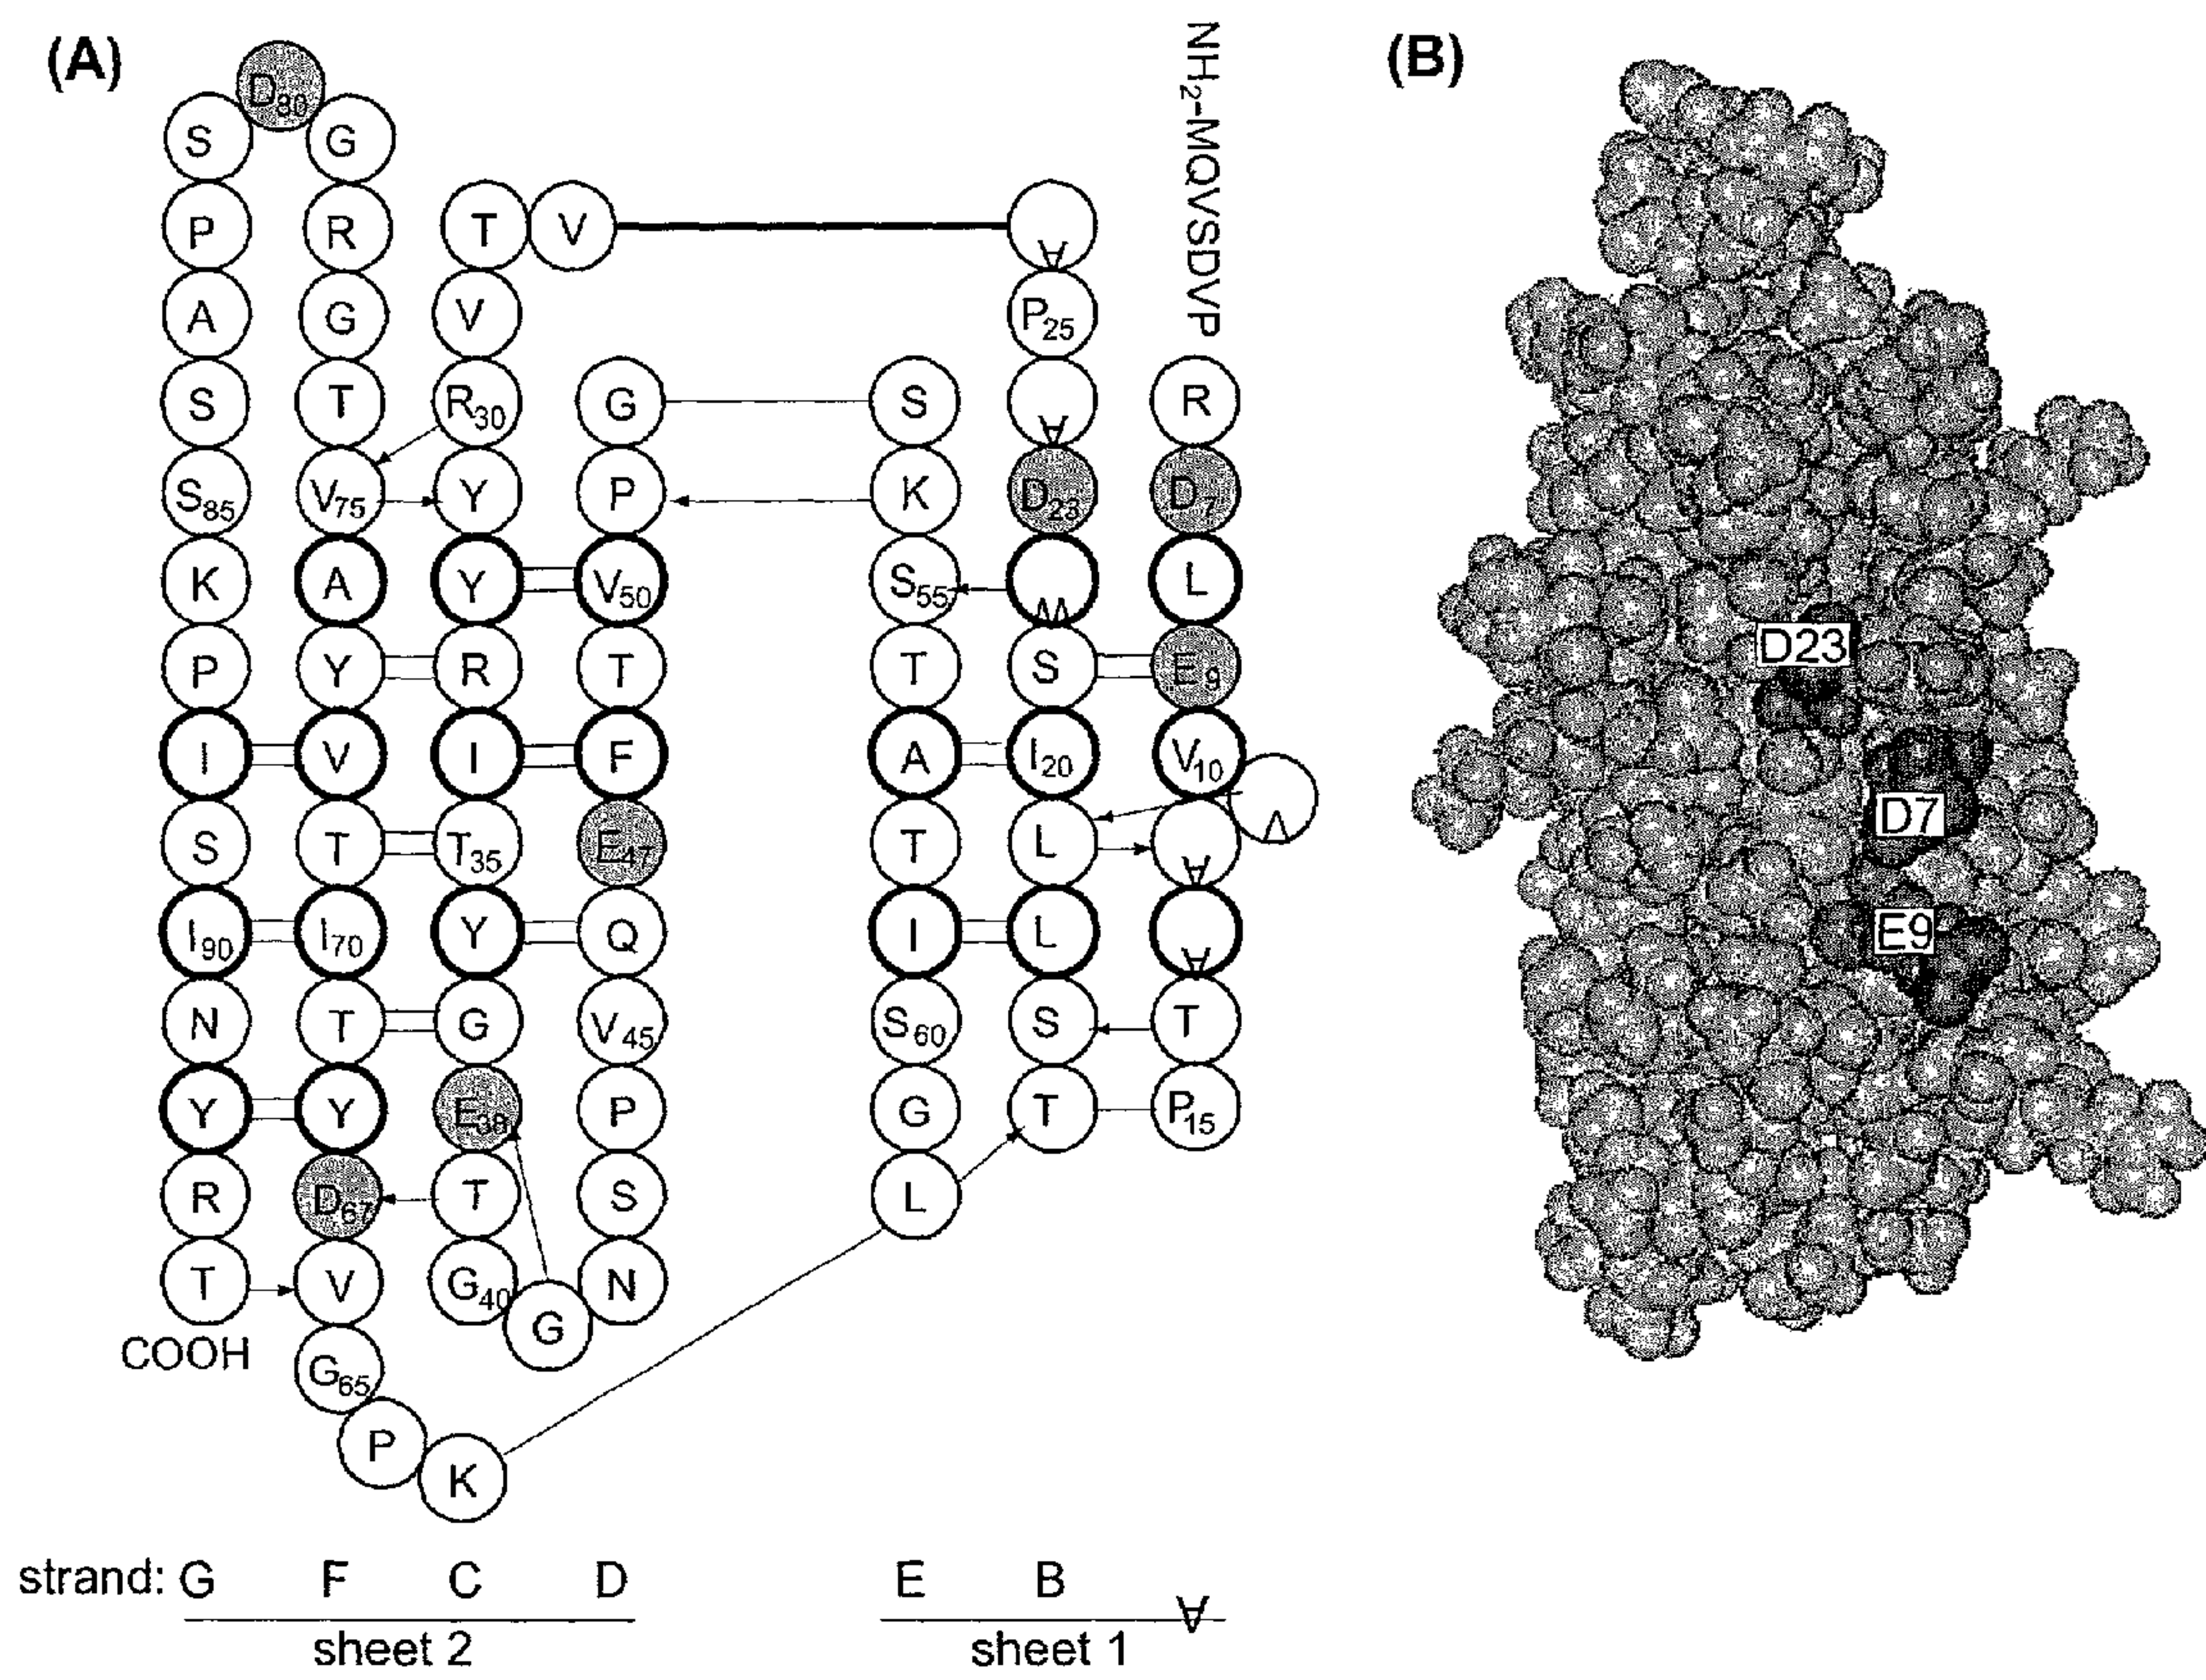 (A)
NH2-MQVSDVP
D80
S G
P R T V ∀
A G V P25
S T R30 G S ∀ R
S85 V75 Y P K D23 D7
K A Y V50 S55 W L
P Y R T T S E9
I V I F A I20 V10
V
S T T35 E47 T L ∀
I90 I70 Y Q I L ∀
N T G V45 S60 S T
Y Y E38 P G T P15
R D67 T S L
T V G40 N
G
COOH
G65
P
K
strand: G F C D E B ∀
sheet 2 sheet 1
(B)
D23
D7
E9